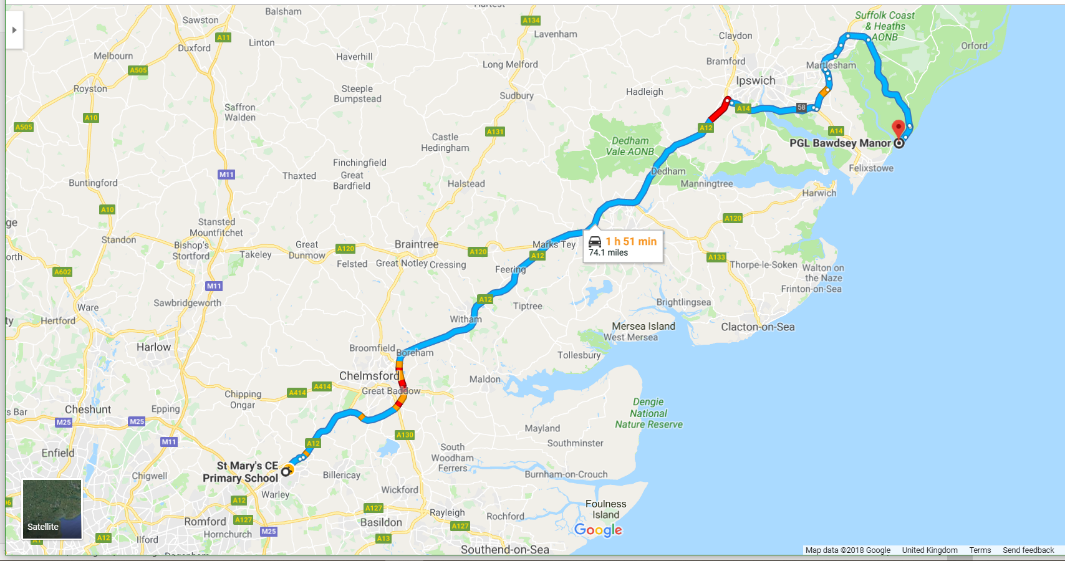 Balsham
Sawston
A134
Lavenham
Claydon
Suffolk Coast
& Heaths
AONB
Orford
A11
Duxford
Linton
Melbourn
A505
Haverhill
Long Melford
Bramford
Martlesham
Ipswich
Royston
Steeple
Bumpstead
Sudbury
Hadleigh
Saffron
Walden
A10
A505
A14
58
A12
A14
Castle
Hedingham
A131
Dedham
Vale AONB
PGL Bawdsey Manor
Finchingfield
Great
Bardfield
Felixstowe
M11
Thaxted
Halstead
Dedham
Manningtree
Harwich
Buntingford
A10
A120
Stansted
Mountfitchet
Standon
Bishop's
Stortford
Takeley
Great
Dunmow
A120
Felsted
Braintree
Great Notley
Cressing
A120
Marks Tey
A12
1 h 51 min
74.1 miles
A133
Thorpe-le-Soken
Walton on
the Naze
Frinton-on-Sea
A602
Feering
M11
Ware
Hertford
Sawbridgeworth
A12
Tiptree
Witham
Brightlingsea
Mersea Island
West Mersea
Clacton-on-Sea
Harlow
Broomfield
Boreham
Tollesbury
Chelmsford
Great Baddow
Maldon
A414
A414
Chipping
Ongar
Epping
Cheshunt
s Bar
M25
M25
M11
Dengie
National
Nature Reserve
A12
A130
Mayland
Southminster
South
Woodham
Ferrers
Enfield
St Mary's CE
Primary School
Chigwell
Billericay
Burnham-on-Crouch
Warley
Wickford
A12
A127
Romford
Hornchurch
M25
A130
Basildon
A127
Rayleigh
Rochford
Foulness
Island
Google
Satellite
A12
Ilford
A13
Southend-on-Sea
Map data ©2018 Google United Kingdom Terms Send feedback